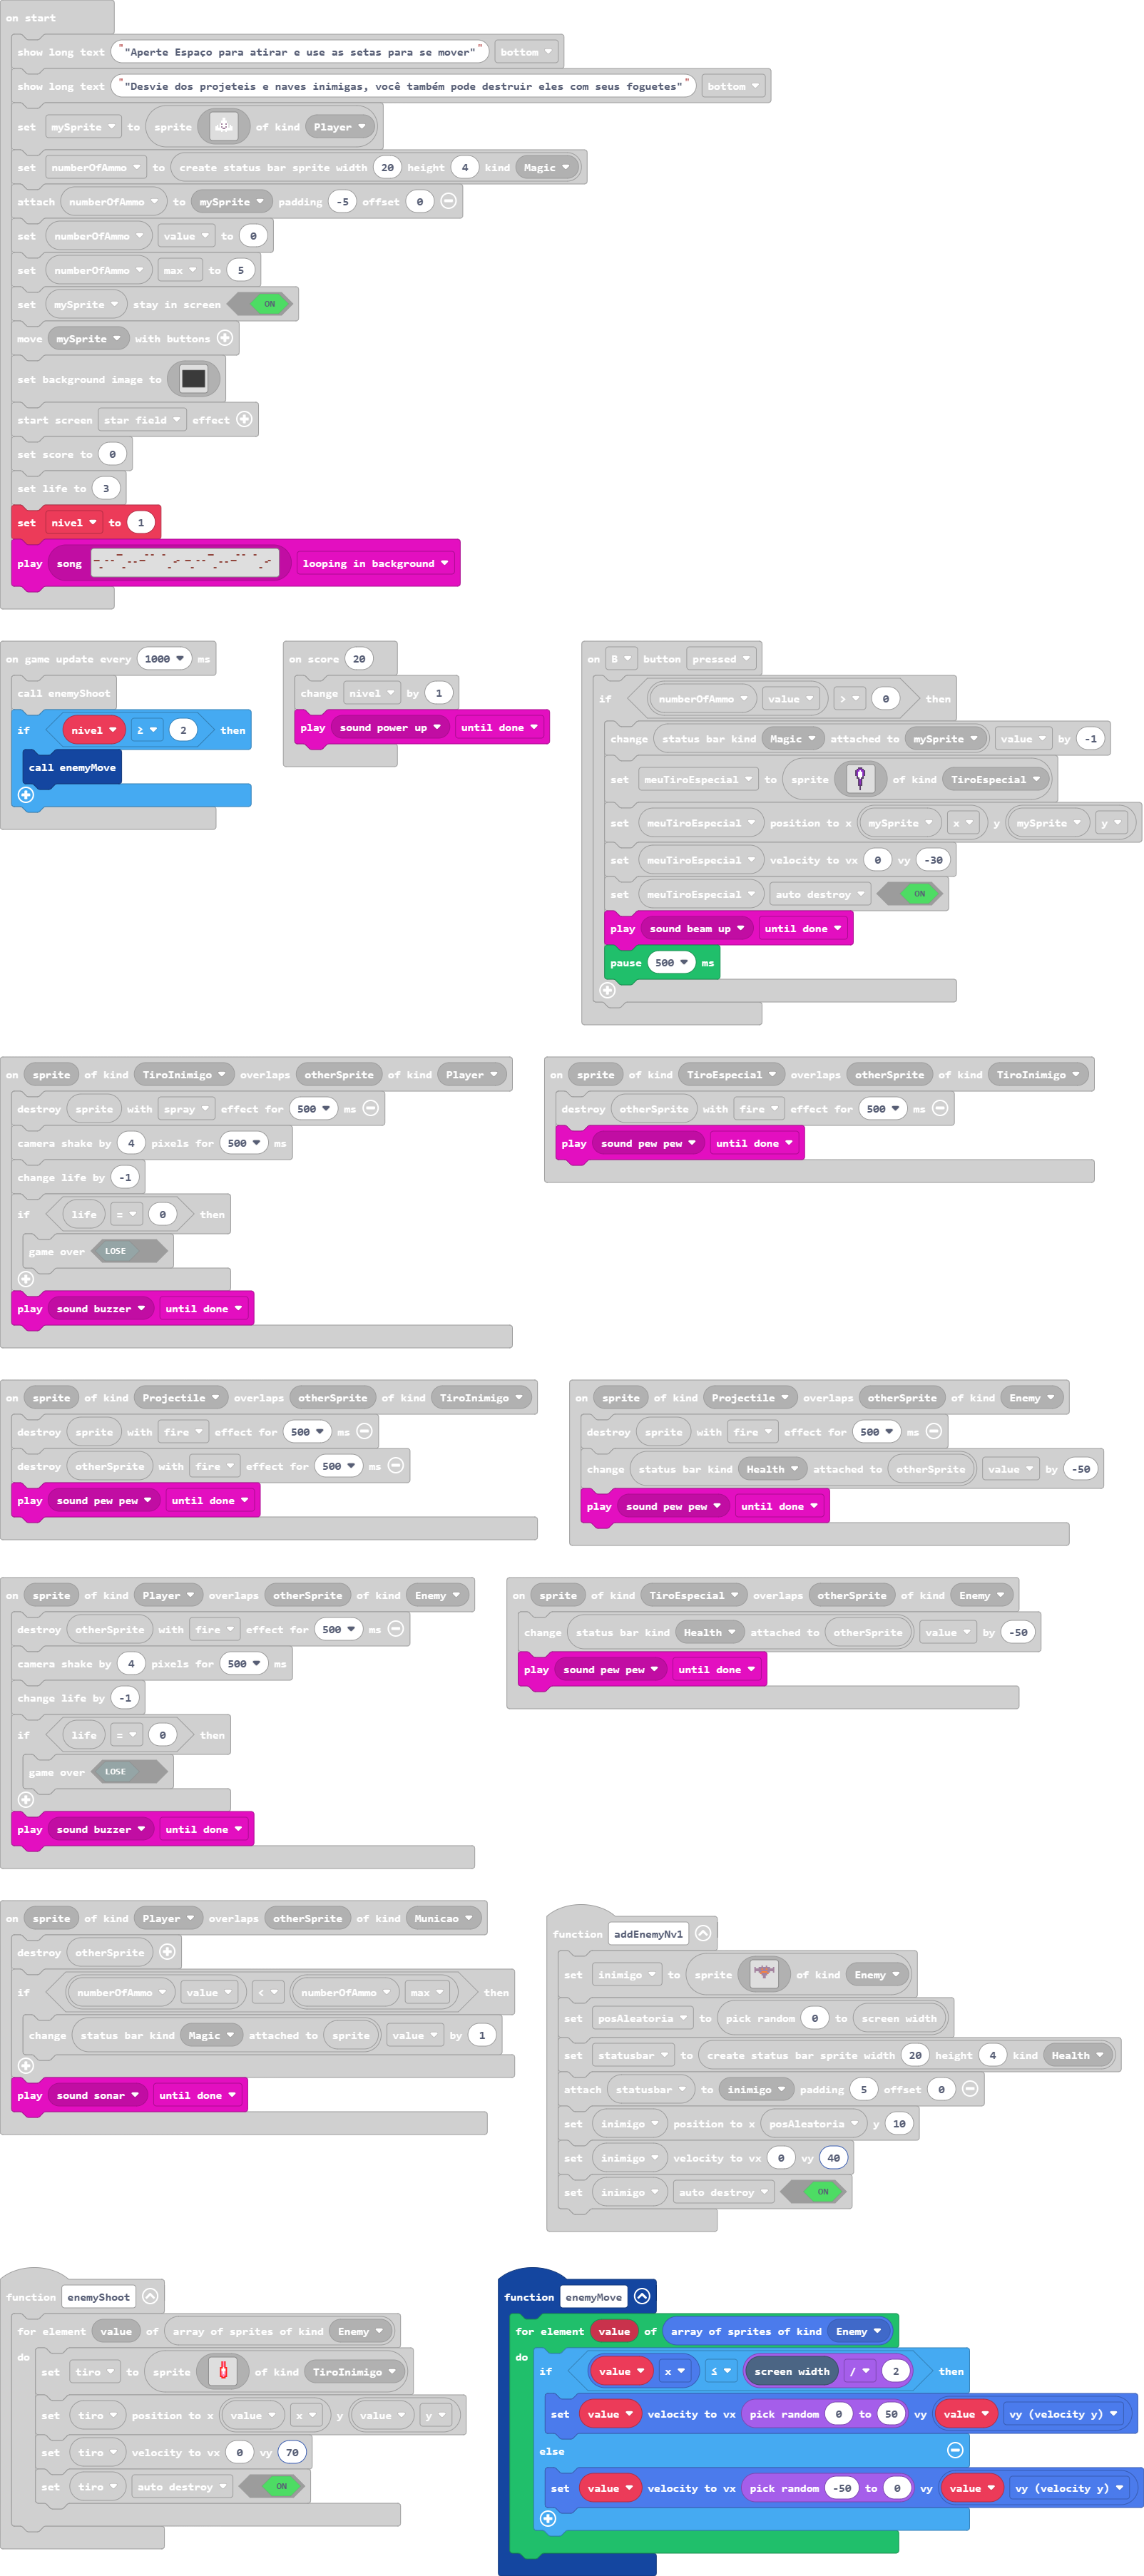 on start
show long text ""Aperte Espaço para atirar e use as setas para se mover"" bottom
show long text ""Desvie dos projeteis e naves inimigas, você também pode destruir eles com seus foguetes"" bottom
set mySprite to sprite of kind Player
set numberOfAmmo to create status bar sprite width 20 height 4 kind Magic
attach numberOfAmmo to mySprite padding -5 offset 0
set numberOfAmmo value to 0
set numberOfAmmo max to 5
set mySprite stay in screen ON
move mySprite with buttons
set background image to
start screen star field effect
set score to 0
set life to 3
set nivel to 1
play song looping in background
on game update every 1000 ms
call enemyShoot
if nivel ≥ 2 then
call enemyMove
on score 20
change nivel by 1
play sound power up until done
on B button pressed
if numberOfAmmo value > 0 then
change status bar kind Magic attached to mySprite value by -1
set meuTiroEspecial to sprite of kind TiroEspecial
set meuTiroEspecial position to x mySprite x y mySprite y
set meuTiroEspecial velocity to vx 0 vy -30
set meuTiroEspecial auto destroy ON
play sound beam up until done
pause 500 ms
on sprite of kind TiroInimigo overlaps otherSprite of kind Player
destroy sprite with spray effect for 500 ms
camera shake by 4 pixels for 500 ms
change life by -1
if life = 0 then
game over LOSE
play sound buzzer until done
on sprite of kind TiroEspecial overlaps otherSprite of kind TiroInimigo
destroy otherSprite with fire effect for 500 ms
play sound pew pew until done
on sprite of kind Projectile overlaps otherSprite of kind TiroInimigo
destroy sprite with fire effect for 500 ms
destroy otherSprite with fire effect for 500 ms
play sound pew pew until done
on sprite of kind Projectile overlaps otherSprite of kind Enemy
destroy sprite with fire effect for 500 ms
change status bar kind Health attached to otherSprite value by -50
play sound pew pew until done
on sprite of kind Player overlaps otherSprite of kind Enemy
destroy otherSprite with fire effect for 500 ms
camera shake by 4 pixels for 500 ms
change life by -1
if life = 0 then
game over LOSE
play sound buzzer until done
on sprite of kind TiroEspecial overlaps otherSprite of kind Enemy
change status bar kind Health attached to otherSprite value by -50
play sound pew pew until done
on sprite of kind Player overlaps otherSprite of kind Municao
destroy otherSprite
if numberOfAmmo value < numberOfAmmo max then
change status bar kind Magic attached to sprite value by 1
play sound sonar until done
function addEnemyNv1
set inimigo to sprite of kind Enemy
set posAleatoria to pick random 0 to screen width
set statusbar to create status bar sprite width 20 height 4 kind Health
attach statusbar to inimigo padding 5 offset 0
set inimigo position to x posAleatoria y 10
set inimigo velocity to vx 0 vy 40
set inimigo auto destroy ON
function enemyShoot
for element value of array of sprites of kind Enemy
do
set tiro to sprite of kind TiroInimigo
set tiro position to x value x y value y
set tiro velocity to vx 0 vy 70
set tiro auto destroy ON
function enemyMove
for element value of array of sprites of kind Enemy
do
if value x ≤ screen width / 2 then
set value velocity to vx pick random 0 to 50 vy value vy (velocity y)
else
set value velocity to vx pick random -50 to 0 vy value vy (velocity y)